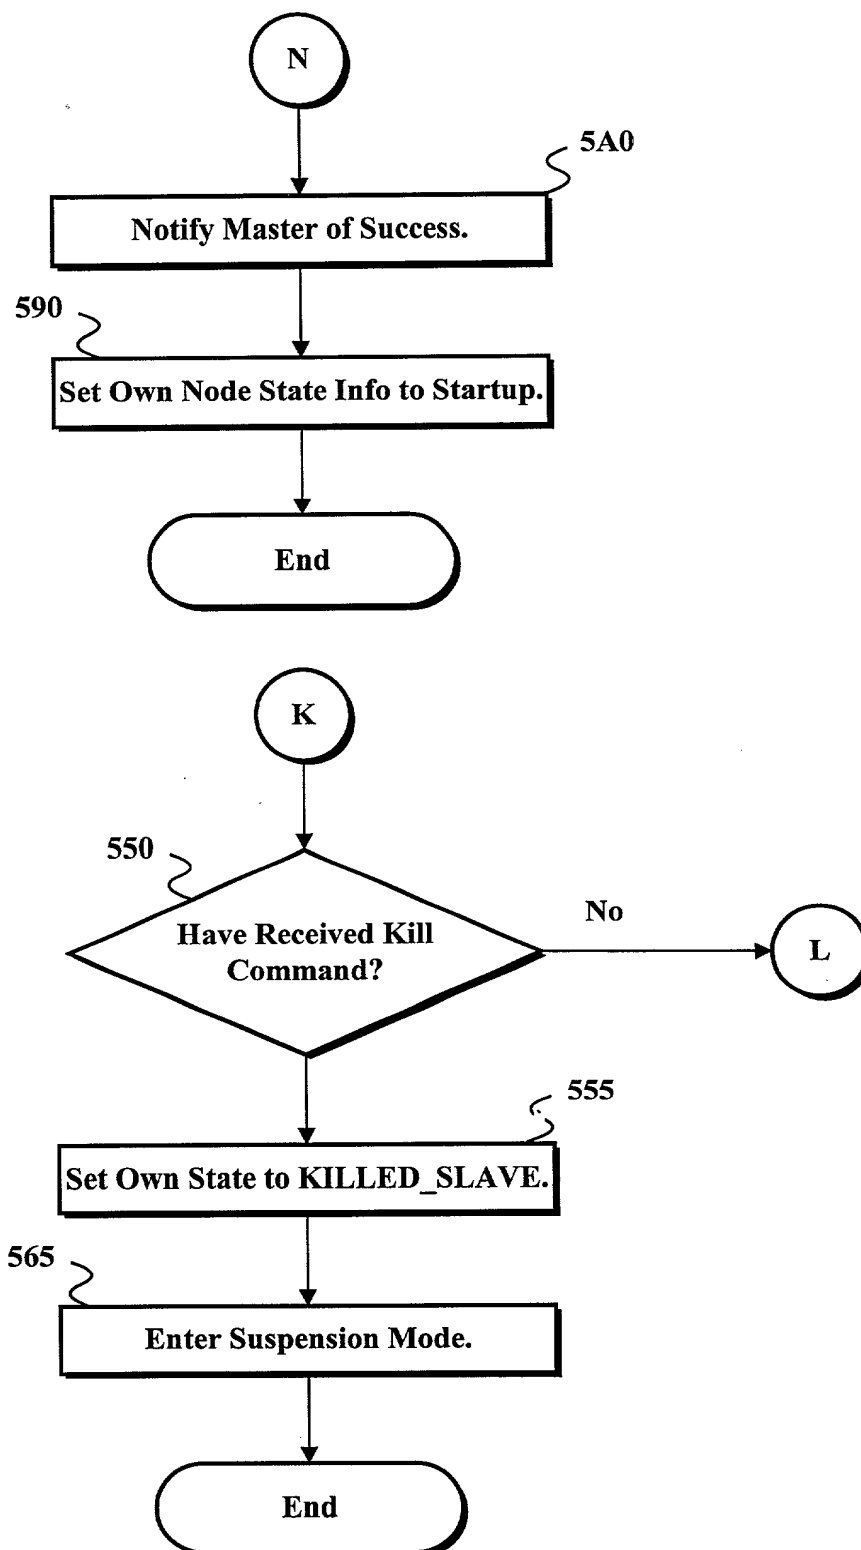 N
5A0
Notify Master of Success.
590
Set Own Node State Info to Startup.
End
K
550
Have Received Kill
Command?
No
L
555
Set Own State to KILLED_SLAVE.
565
Enter Suspension Mode.
End